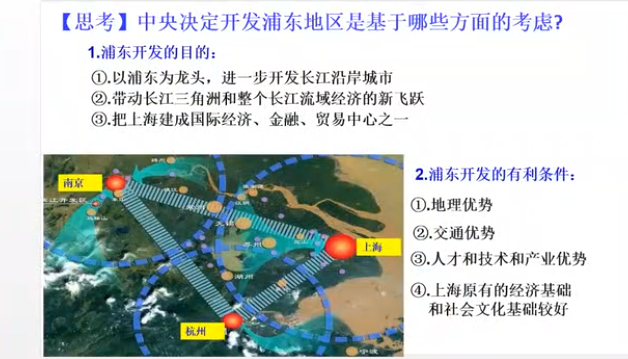 【思考】中央决定开发浦东地区是基于哪些方面的考虑?
1.浦东开发的目的：
①.以浦东为龙头，进一步开发长江沿岸城市
②.带动长江三角洲和整个长江流域经济的新飞跃
③.把上海建成国际经济、金融、贸易中心之一
南京
上海
苏州
湖州
杭州
宁波
2.浦东开发的有利条件：
①.地理优势
②.交通优势
③.人才和技术和产业优势
④.上海原有的经济基础
和社会文化基础较好